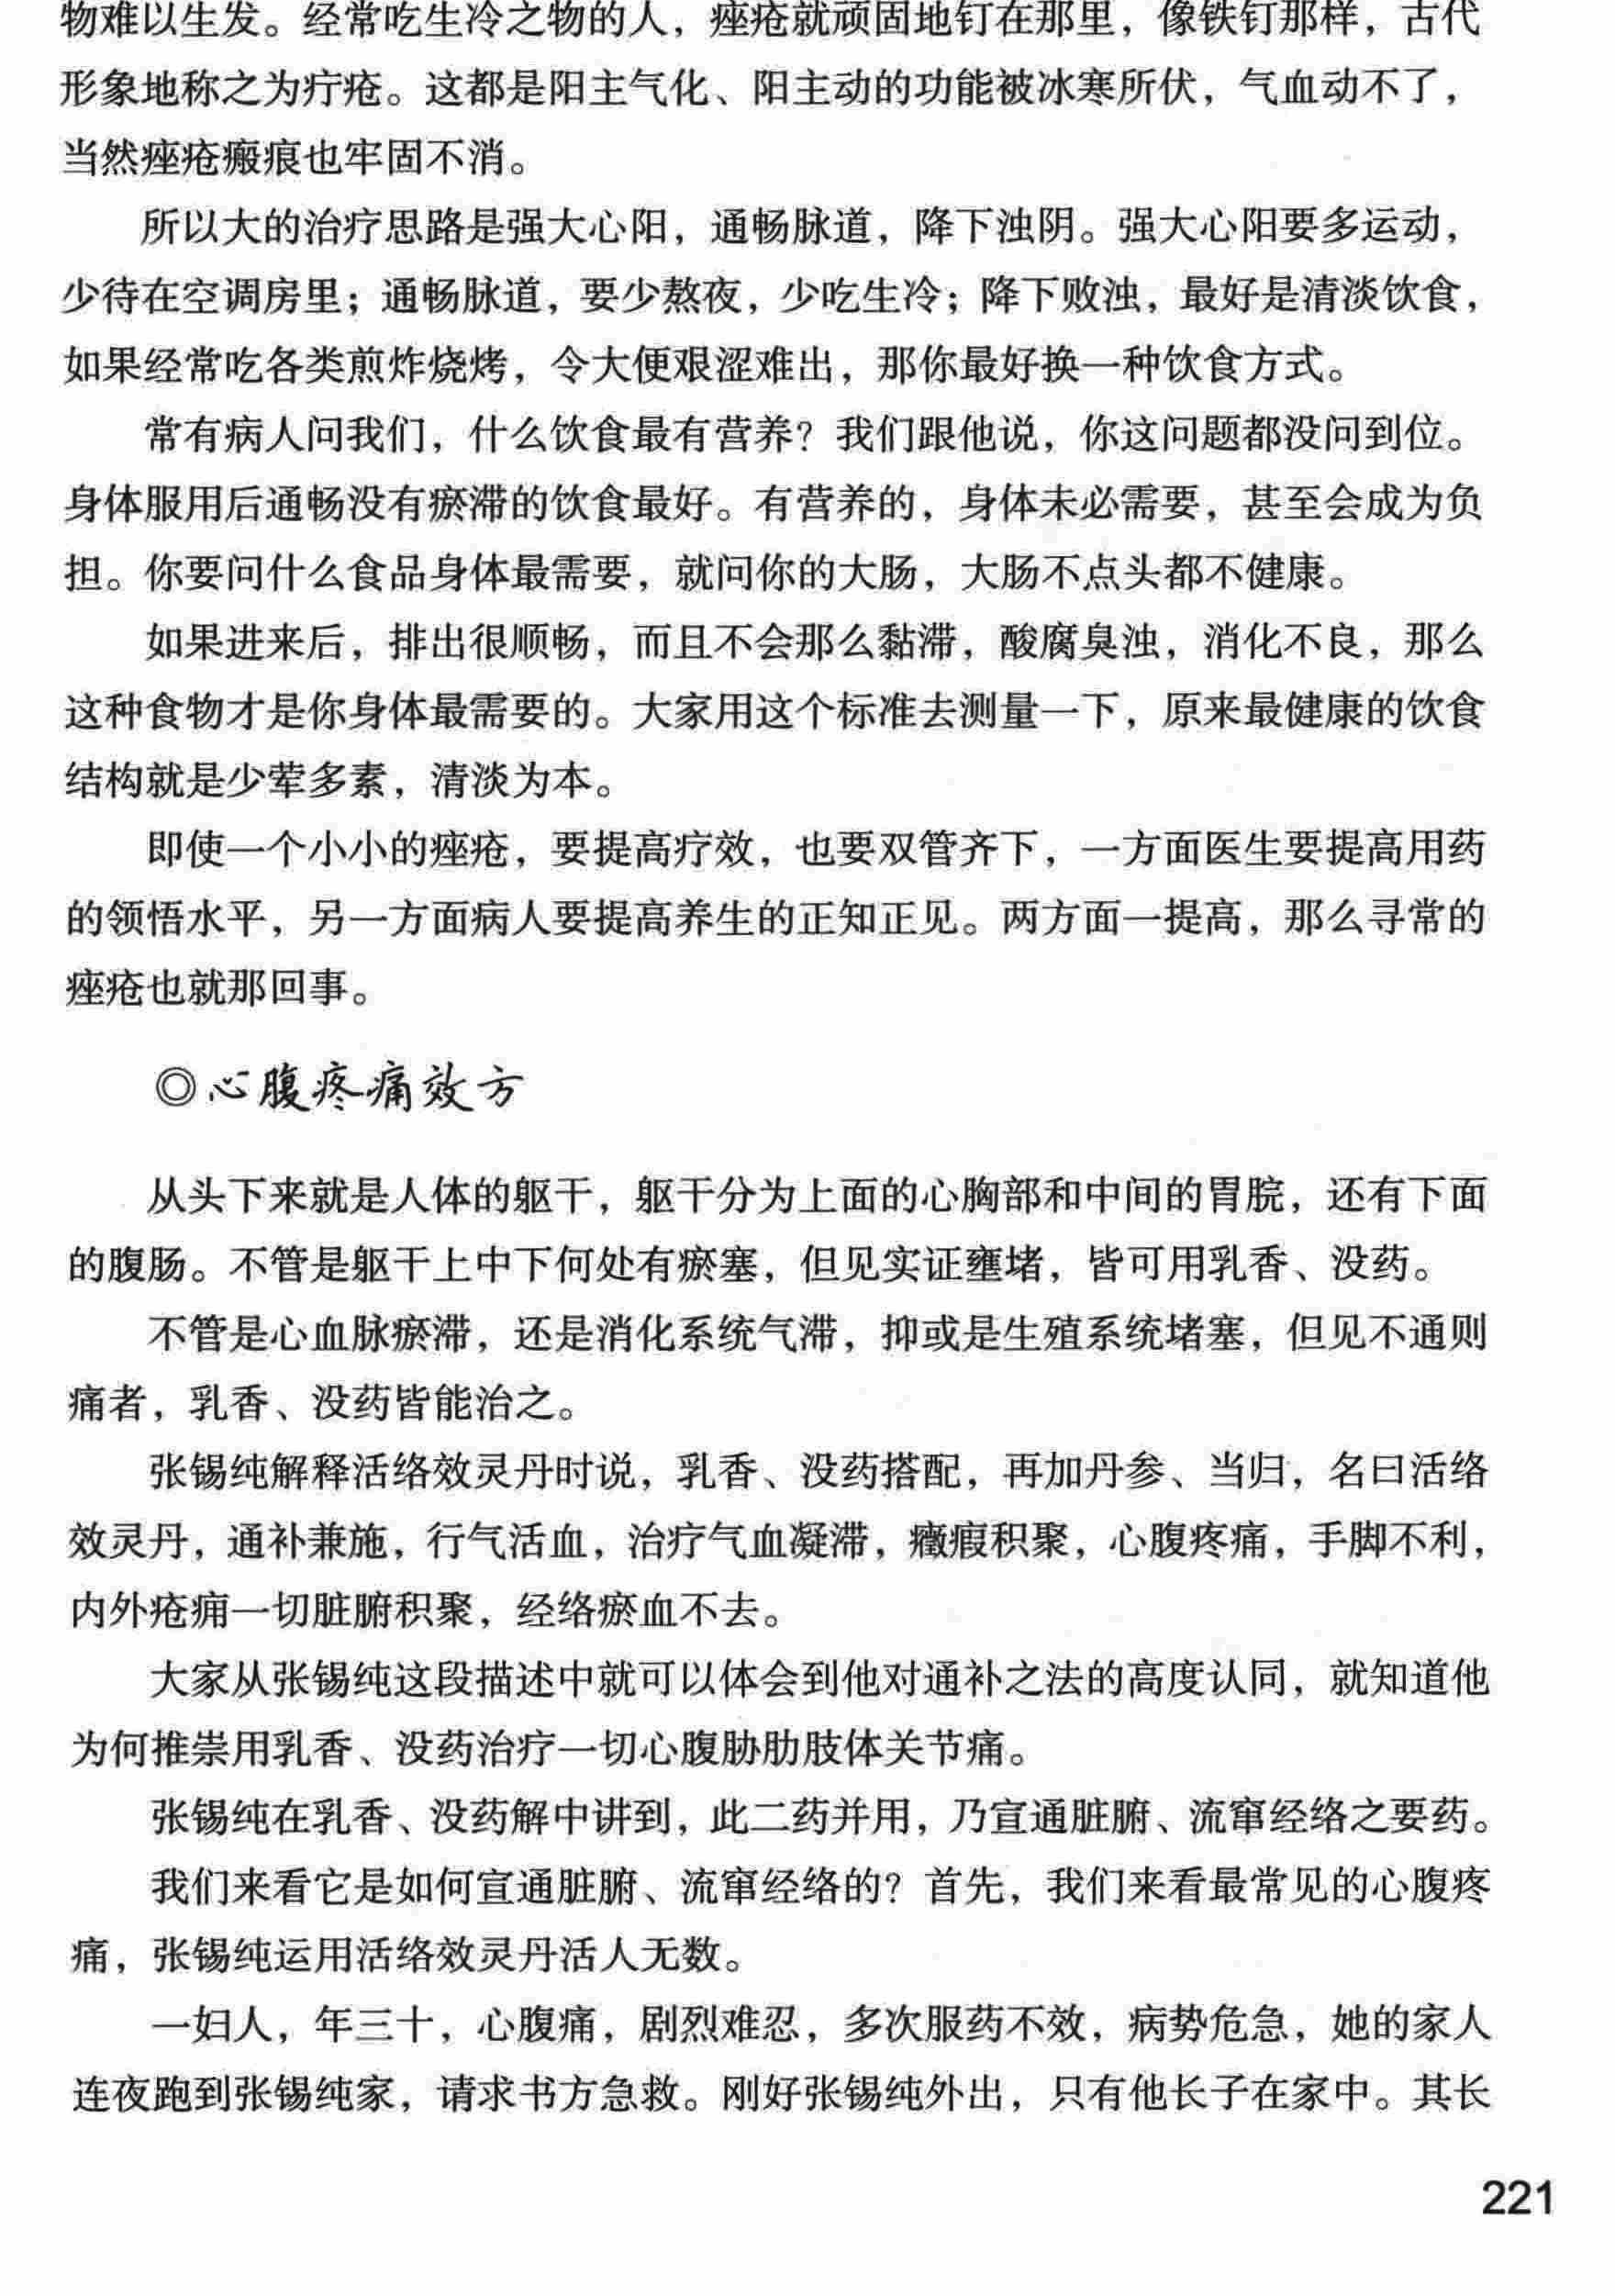 物难以生发。经常吃生冷之物的人，痤疮就顽固地钉在那里，像铁钉那样，古代
形象地称之为疔疮。这都是阳主气化、阳主动的功能被冰寒所伏，气血动不了，
当然痤疮瘢痕也牢固不消。
所以大的治疗思路是强大心阳，通畅脉道，降下浊阴。强大心阳要多运动，
少待在空调房里；通畅脉道，要少熬夜，少吃生冷；降下败浊，最好是清淡饮食，
如果经常吃各类煎炸烧烤，令大便艰涩难出，那你最好换一种饮食方式。
常有病人问我们，什么饮食最有营养？我们跟他说，你这问题都没问到位。
身体服用后通畅没有瘀滞的饮食最好。有营养的，身体未必需要，甚至会成为负
担。你要问什么食品身体最需要，就问你的大肠，大肠不点头都不健康。
如果进来后，排出很顺畅，而且不会那么黏滞，酸腐臭浊，消化不良，那么
这种食物才是你身体最需要的。大家用这个标准去测量一下，原来最健康的饮食
结构就是少荤多素，清淡为本。
即使一个小小的痤疮，要提高疗效，也要双管齐下，一方面医生要提高用药
的领悟水平，另一方面病人要提高养生的正知正见。两方面一提高，那么寻常的
痤疮也就那回事。
◎心腹疼痛效方
从头下来就是人体的躯干，躯干分为上面的心胸部和中间的胃脘，还有下面
的腹肠。不管是躯干上中下何处有瘀塞，但见实证壅堵，皆可用乳香、没药。
不管是心血脉瘀滞，还是消化系统气滞，抑或是生殖系统堵塞，但见不通则
痛者，乳香、没药皆能治之。
张锡纯解释活络效灵丹时说，乳香、没药搭配，再加丹参、当归，名曰活络
效灵丹，通补兼施，行气活血，治疗气血凝滞，癥瘕积聚，心腹疼痛，手脚不利，
内外疮痈一切脏腑积聚，经络瘀血不去。
大家从张锡纯这段描述中就可以体会到他对通补之法的高度认同，就知道他
为何推崇用乳香、没药治疗一切心腹胁肋肢体关节痛。
张锡纯在乳香、没药解中讲到，此二药并用，乃宣通脏腑、流窜经络之要药。
我们来看它是如何宣通脏腑、流窜经络的？首先，我们来看最常见的心腹疼
痛，张锡纯运用活络效灵丹活人无数。
一妇人，年三十，心腹痛，剧烈难忍，多次服药不效，病势危急，她的家人
连夜跑到张锡纯家，请求书方急救。刚好张锡纯外出，只有他长子在家中。其长
221